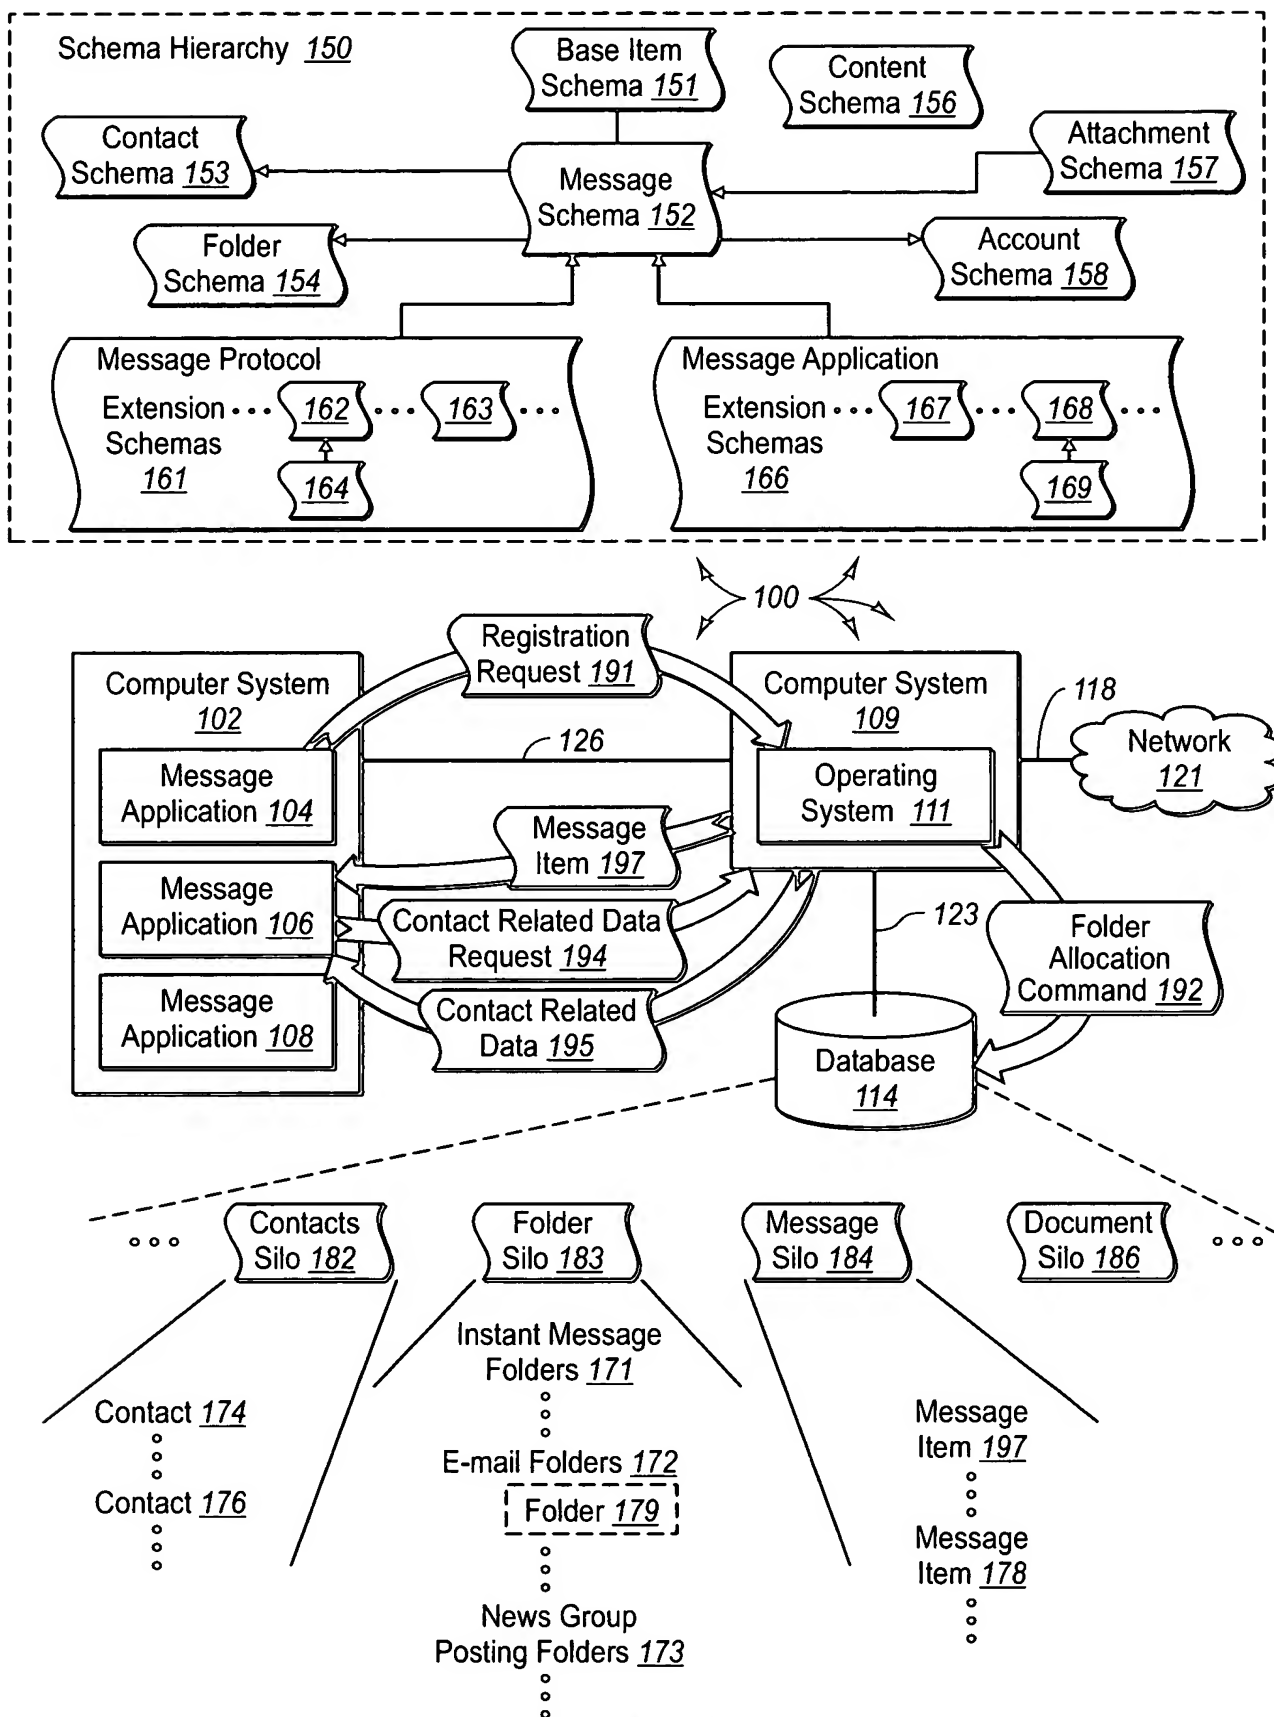 Schema Hierarchy 150
Base Item
Schema 151
Content
Schema 156
Contact
Schema 153
Message
Schema 152
Attachment
Schema 157
Folder
Schema 154
Account
Schema 158
Message Protocol
Extension
Schemas
161
162
163
164
Message Application
Extension
Schemas
166
167
168
169
100
Registration
Request 191
Computer System
102
Message
Application 104
Message
Application 106
Message
Application 108
126
Message
Item 197
Contact Related Data
Request 194
Contact Related
Data 195
Computer System
109
Operating
System 111
118
Network
121
123
Folder
Allocation
Command 192
Database
114
Contacts
Silo 182
Folder
Silo 183
Message
Silo 184
Document
Silo 186
Contact 174
Contact 176
Instant Message
Folders 171
E-mail Folders 172
Folder 179
News Group
Posting Folders 173
Message
Item 197
Message
Item 178